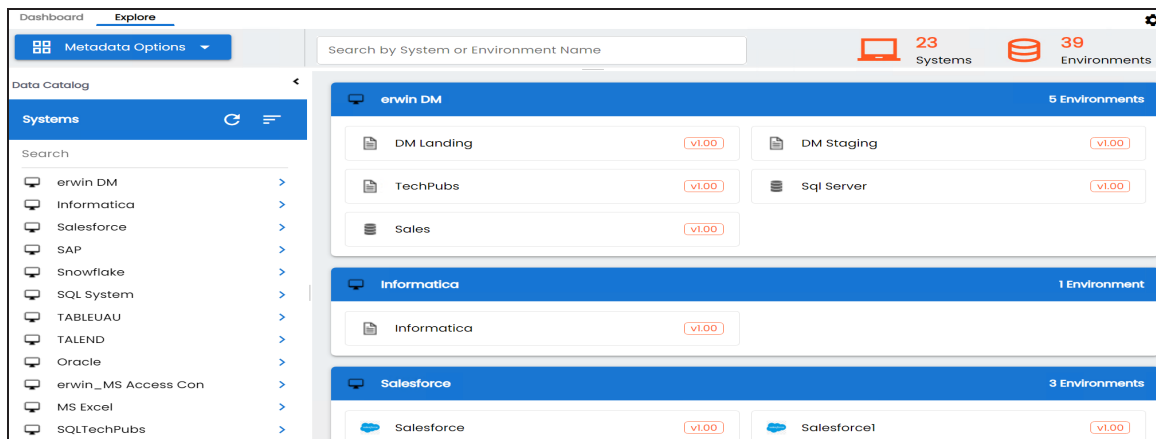 Dashboard Explore
Metadata Options
Search by System or Environment Name
23
Systems
39
Environments
Data Catalog
Systems
Search
erwin DM
Informatica
Salesforce
SAP
Snowflake
SQL System
TABLEUAU
TALEND
Oracle
erwin_MS Access Con
MS Excel
SQLTechPubs
erwin DM 5 Environments
DM Landing v1.00 DM Staging v1.00
TechPubs v1.00 Sql Server v1.00
Sales v1.00
Informatica 1 Environment
Informatica v1.00
Salesforce 3 Environments
Salesforce v1.00 Salesforce1 v1.00